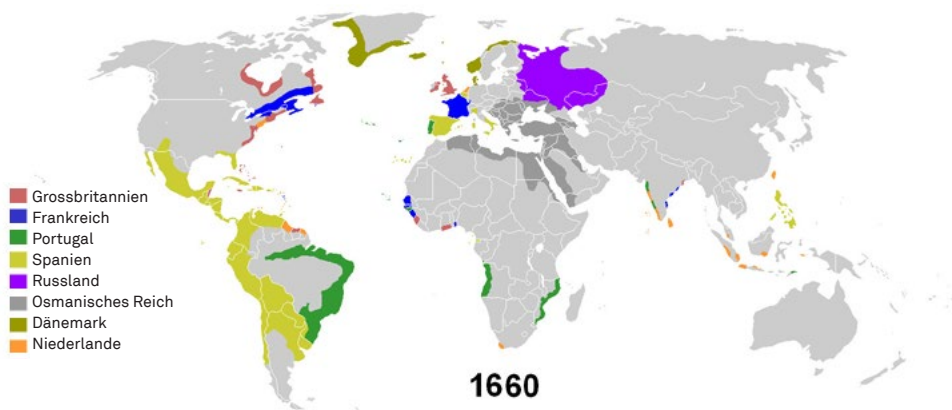 Grossbritannien
Frankreich
Portugal
Spanien
Russland
Osmanisches Reich
Dänemark
Niederlande
1660